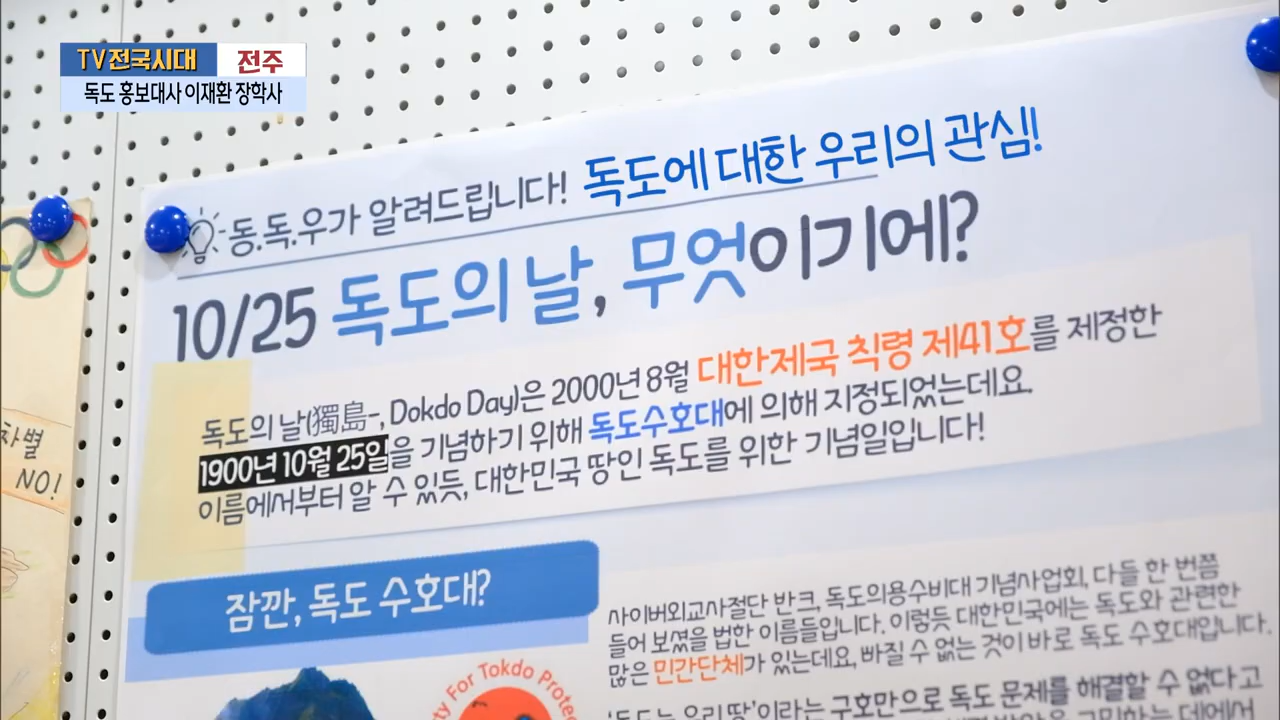 TV전국시대 전주
독도 홍보대사 이재환 장학사
동.독.우가 알려드립니다! 독도에 대한 우리의 관심!
10/25 독도의 날, 무엇이기에?
독도의 날(獨島-, Dokdo Day)은 2000년 8월 대한제국 칙령 제41호를 제정한
1900년 10월 25일을 기념하기 위해 독도수호대에 의해 지정되었는데요.
이름에서부터 알 수 있듯, 대한민국 땅인 독도를 위한 기념일입니다!
차별
NO!
잠깐, 독도 수호대?
사이버외교사절단 반크, 독도의용수비대 기념사업회, 다들 한 번쯤
들어 보셨을 법한 이름들입니다. 이렇듯 대한민국에는 독도와 관련한
많은 민간단체가 있는데요, 빠질 수 없는 것이 바로 독도 수호대입니다.
'독도는 우리 땅'이라는 구호만으로 독도 문제를 해결할 수 없다고
For Tokdo